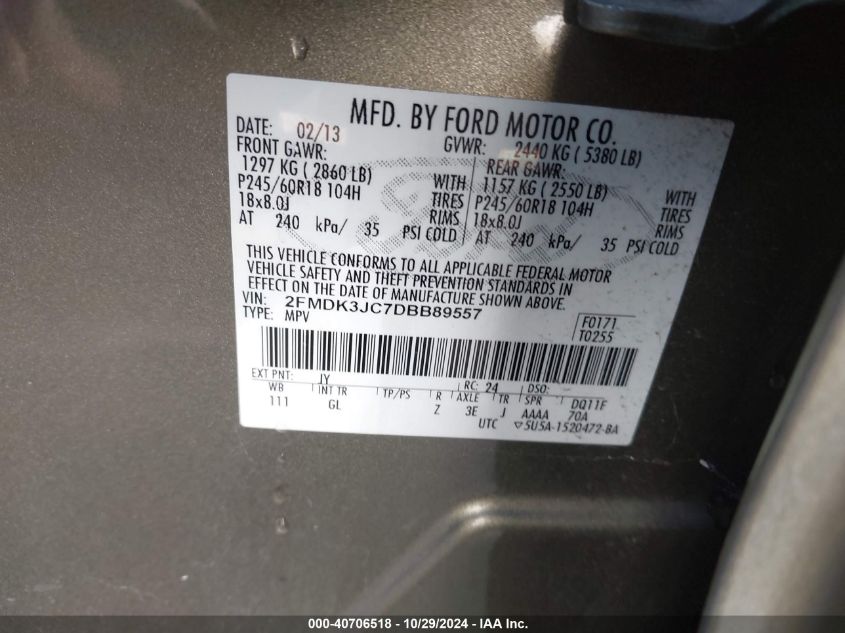 MFD. BY FORD MOTOR CO.
DATE: 02/13 GVWR: 2440 KG ( 5380 LB)
FRONT GAWR: REAR GAWR:
1297 KG ( 2860 LB) WITH 1157 KG ( 2550 LB) WITH
P245/60R18 104H TIRES P245/60R18 104H TIRES
18x8.0J RIMS 18x8.0J RIMS
AT 240 kPa/ 35 PSI COLD AT 240 kPa/ 35 PSI COLD
THIS VEHICLE CONFORMS TO ALL APPLICABLE FEDERAL MOTOR
VEHICLE SAFETY AND THEFT PREVENTION STANDARDS IN
EFFECT ON THE DATE OF MANUFACTURE SHOWN ABOVE.
VIN: 2FMDK3JC7DBB89557
TYPE: MPV
F0171
T0255
EXT PNT: JY RC: 24 DSO:
WB INT TR TP/PS R AXLE TR SPR DQ11F
111 GL Z 3E J AAAA 70A
UTC ▽5U5A-1520472-BA
Ford
000-40706518 - 10/29/2024 - IAA Inc.